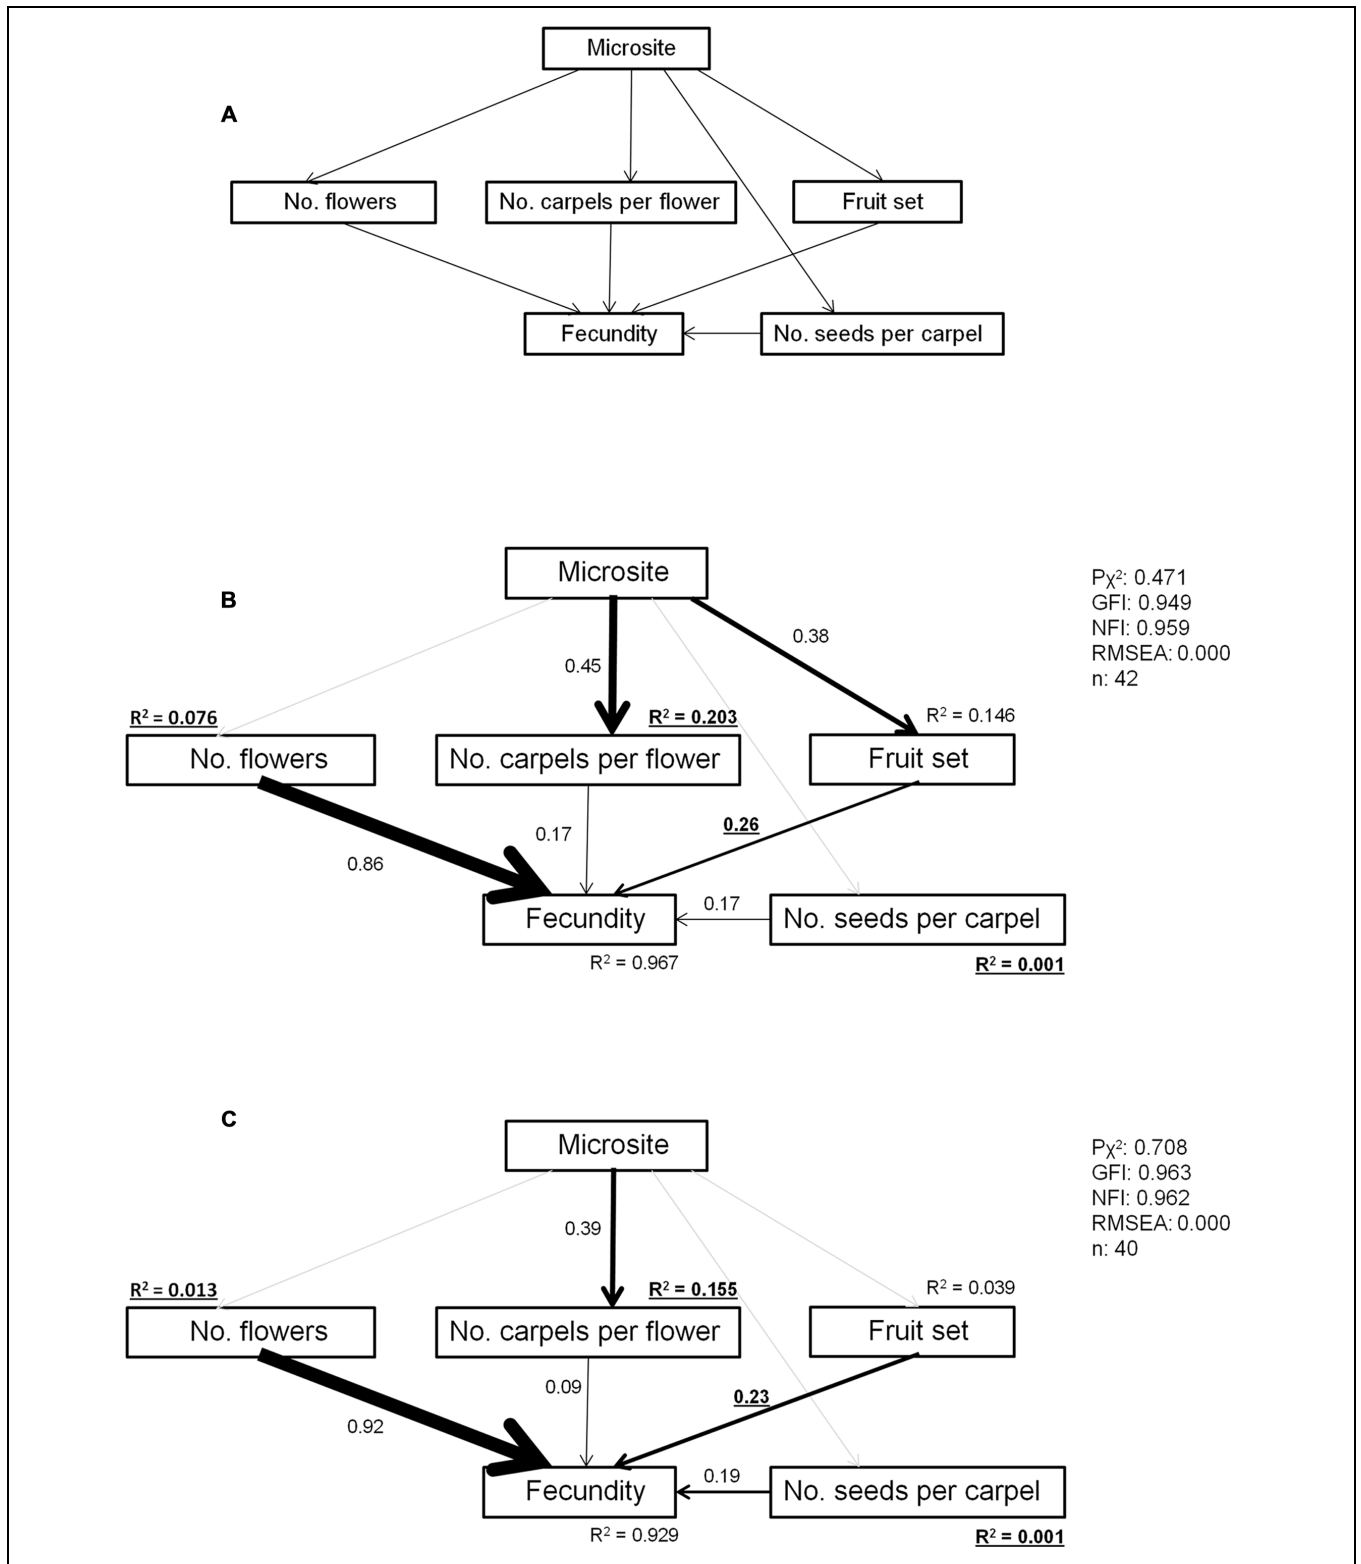 Microsite
A
No. flowers
No. carpels per flower
Fruit set
Fecundity
No. seeds per carpel
Microsite
B
Pχ²: 0.471
GFI: 0.949
NFI: 0.959
RMSEA: 0.000
n: 42
0.38
0.45
R² = 0.076
R² = 0.203
R² = 0.146
No. flowers
No. carpels per flower
Fruit set
0.26
0.17
0.86
0.17
Fecundity
No. seeds per carpel
R² = 0.967
R² = 0.001
C
Microsite
Pχ²: 0.708
GFI: 0.963
NFI: 0.962
RMSEA: 0.000
n: 40
0.39
R² = 0.013
R² = 0.155
R² = 0.039
No. flowers
No. carpels per flower
Fruit set
0.09
0.23
0.92
0.19
Fecundity
No. seeds per carpel
R² = 0.929
R² = 0.001